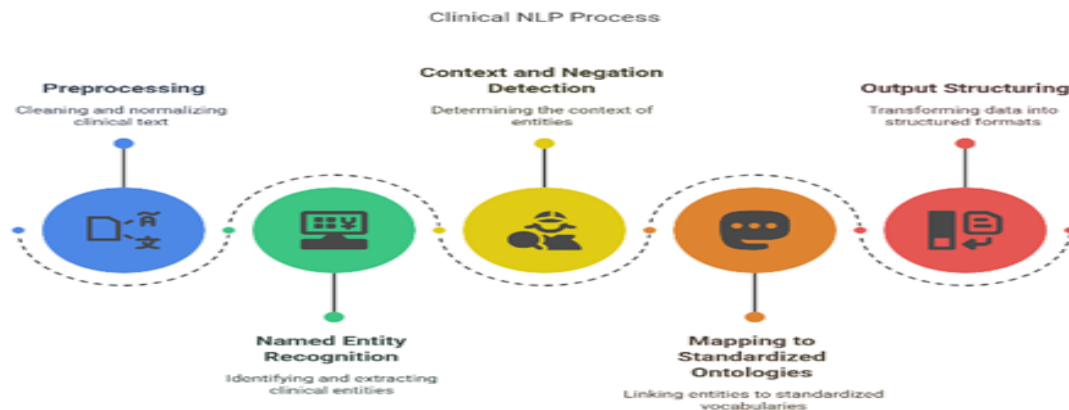 Clinical NLP Process
Preprocessing
Cleaning and normalizing
clinical text
Named Entity
Recognition
Identifying and extracting
clinical entities
Context and Negation
Detection
Determining the context of
entities
Mapping to
Standardized
Ontologies
Linking entities to standardized
vocabularies
Output Structuring
Transforming data into
structured formats